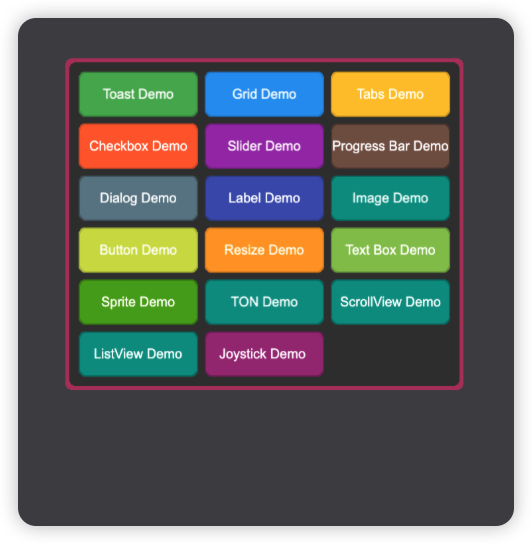 Toast Demo
Grid Demo
Tabs Demo
Checkbox Demo
Slider Demo
Progress Bar Demo
Dialog Demo
Label Demo
Image Demo
Button Demo
Resize Demo
Text Box Demo
Sprite Demo
TON Demo
ScrollView Demo
ListView Demo
Joystick Demo